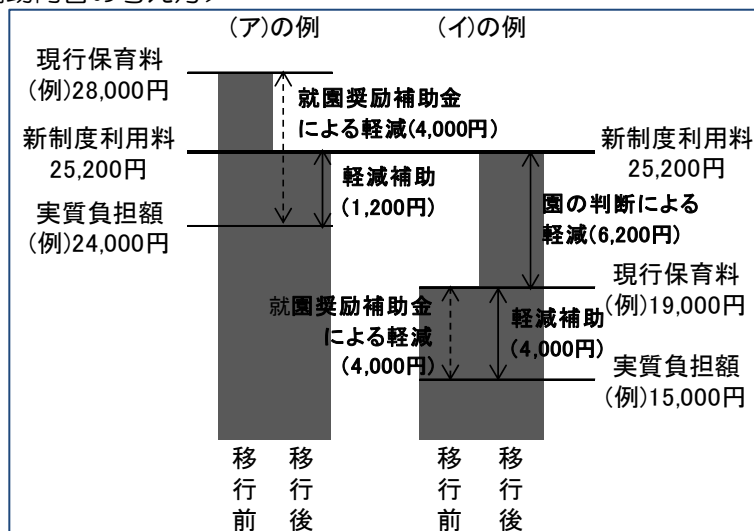 (ア)の例
(イ)の例
現行保育料
(例)28,000円
新制度利用料
25,200円
実質負担額
(例)24,000円
就園奨励補助金
による軽減(4,000円)
軽減補助
(1,200円)
新制度利用料
25,200円
園の判断による
軽減(6,200円)
現行保育料
(例)19,000円
就園奨励補助金
による軽減
(4,000円)
軽減補助
(4,000円)
実質負担額
(例)15,000円
移行前
移行後
移行前
移行後